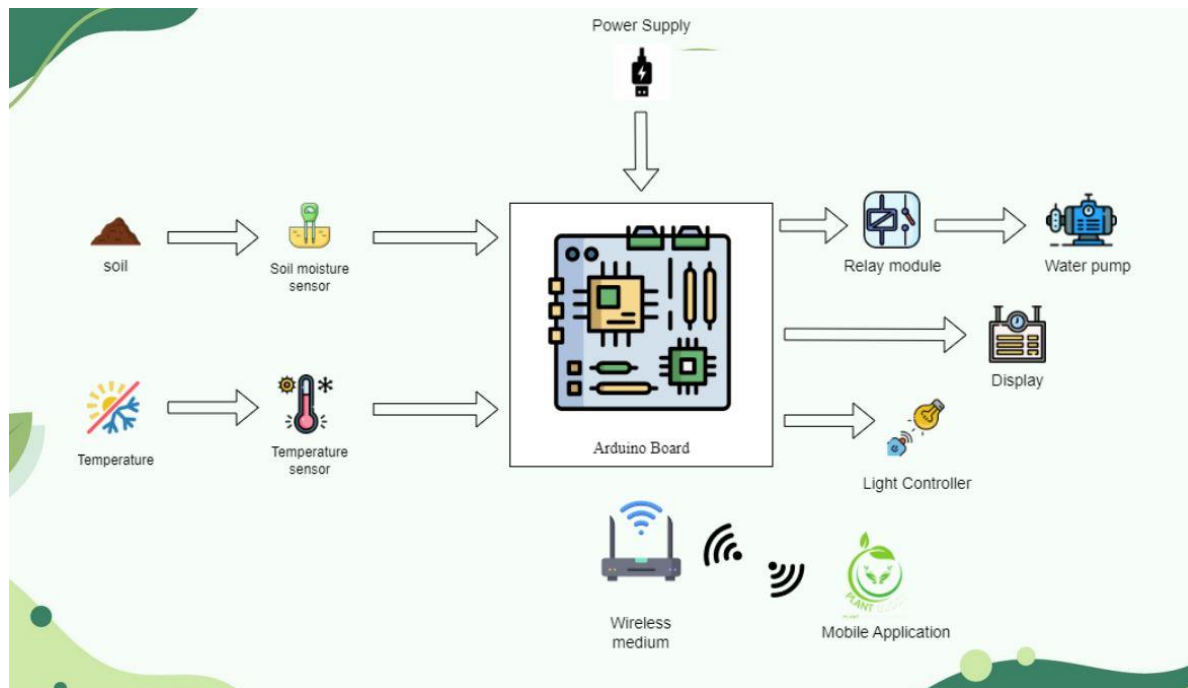 Power Supply
soil
Soil moisture
sensor
Relay module
Water pump
Display
Temperature
Temperature
sensor
Arduino Board
Light Controller
Wireless
medium
PLANT
Mobile Application